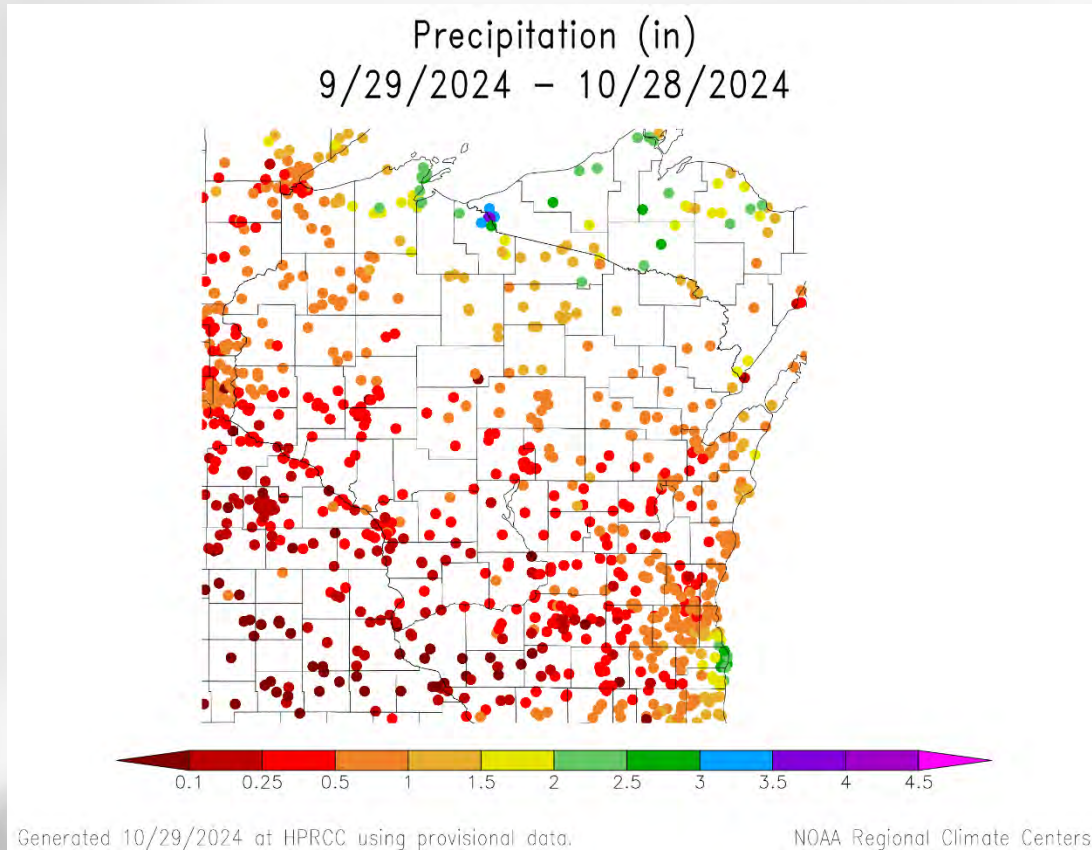 Precipitation (in)
9/29/2024 – 10/28/2024
0.1 0.25 0.5 1 1.5 2 2.5 3 3.5 4 4.5
Generated 10/29/2024 at HPRCC using provisional data. NOAA Regional Climate Centers